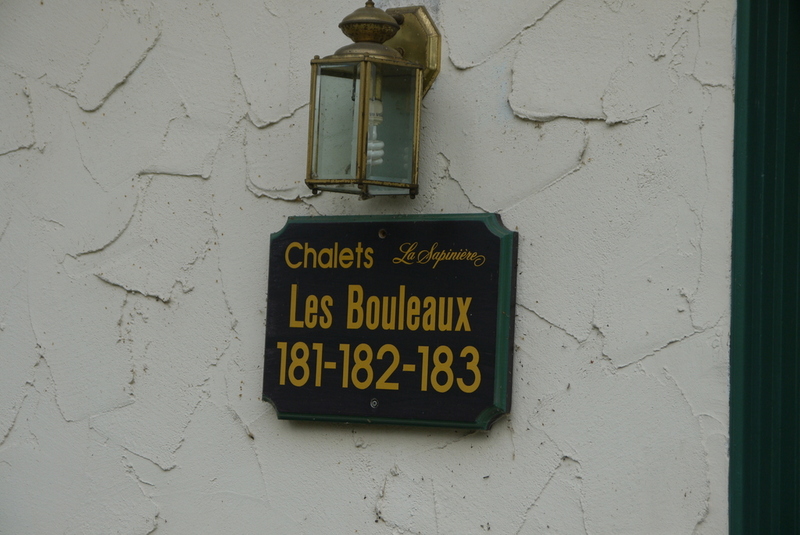 Chalets La Sapinière
Les Bouleaux
181-182-183